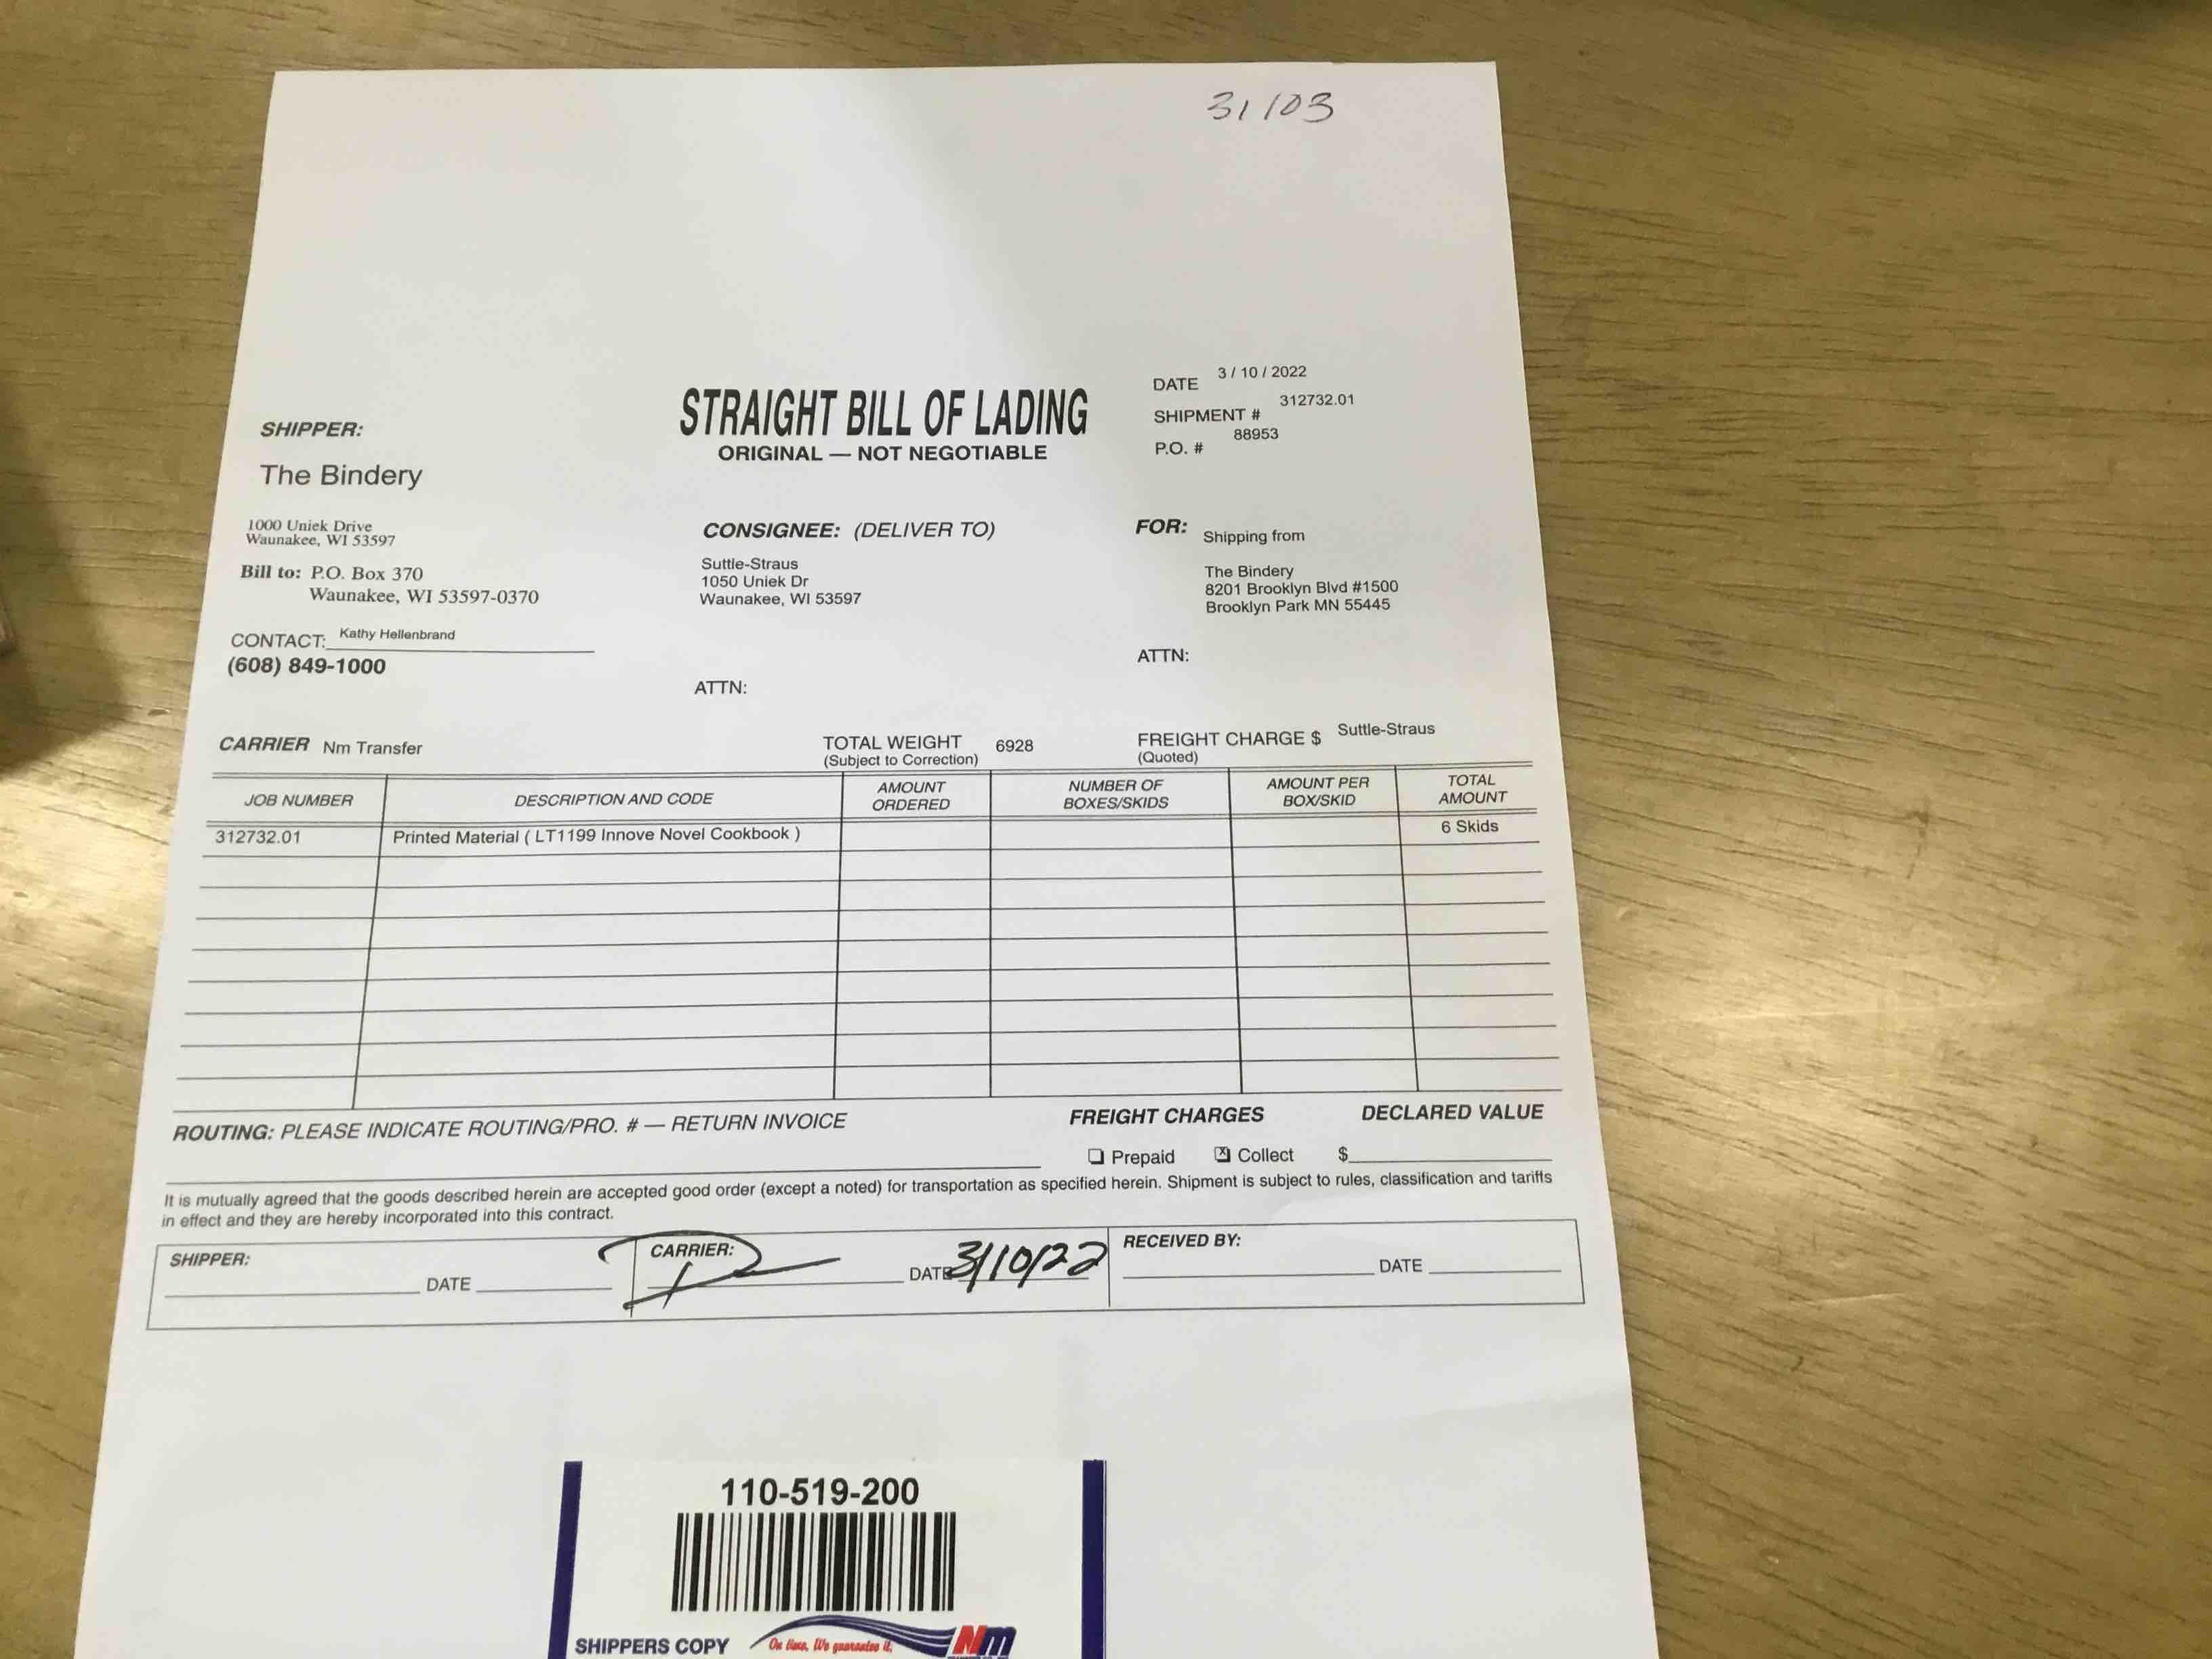 31103
STRAIGHT BILL OF LADING
ORIGINAL — NOT NEGOTIABLE
DATE 3 / 10 / 2022
SHIPMENT # 312732.01
P.O. # 88953
SHIPPER:
The Bindery
1000 Uniek Drive
Waunakee, WI 53597
Bill to: P.O. Box 370
Waunakee, WI 53597-0370
CONTACT: Kathy Hellenbrand
(608) 849-1000
CONSIGNEE: (DELIVER TO)
Suttle-Straus
1050 Uniek Dr
Waunakee, WI 53597
ATTN:
FOR: Shipping from
The Bindery
8201 Brooklyn Blvd #1500
Brooklyn Park MN 55445
ATTN:
CARRIER Nm Transfer
TOTAL WEIGHT 6928
(Subject to Correction)
FREIGHT CHARGE $ Suttle-Straus
(Quoted)
JOB NUMBER DESCRIPTION AND CODE AMOUNT ORDERED NUMBER OF BOXES/SKIDS AMOUNT PER BOX/SKID TOTAL AMOUNT
312732.01 Printed Material ( LT1199 Innove Novel Cookbook ) 6 Skids
ROUTING: PLEASE INDICATE ROUTING/PRO. # — RETURN INVOICE
FREIGHT CHARGES DECLARED VALUE
Prepaid x Collect $
It is mutually agreed that the goods described herein are accepted good order (except a noted) for transportation as specified herein. Shipment is subject to rules, classification and tariffs
in effect and they are hereby incorporated into this contract.
SHIPPER: DATE
CARRIER: DATE 3/10/22
RECEIVED BY: DATE
110-519-200
SHIPPERS COPY On time, We guarantee it. Nm